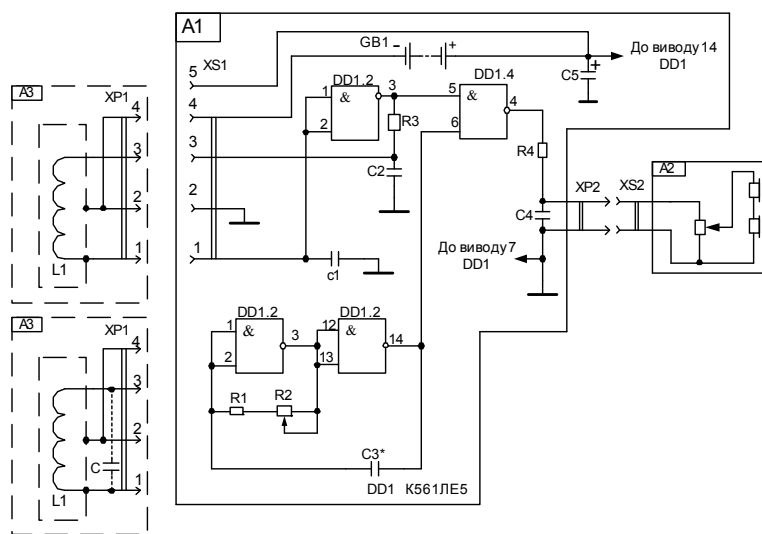 A1
GB1 - +
До виводу 14
DD1
5 XS1
C5 +
A3
XP1
DD1.2
3
DD1.4
4
4
1
&
5
&
4
2
R3
6
3
3
R4
C2
A2
2
2
XP2
XS2
C4
1
1
До виводу 7
DD1
L1
c1
A3
DD1.2
DD1.2
XP1
1
&
3
12
&
14
4
2
13
3
R1
R2
2
C
C3*
1
DD1 К561ЛЕ5
L1